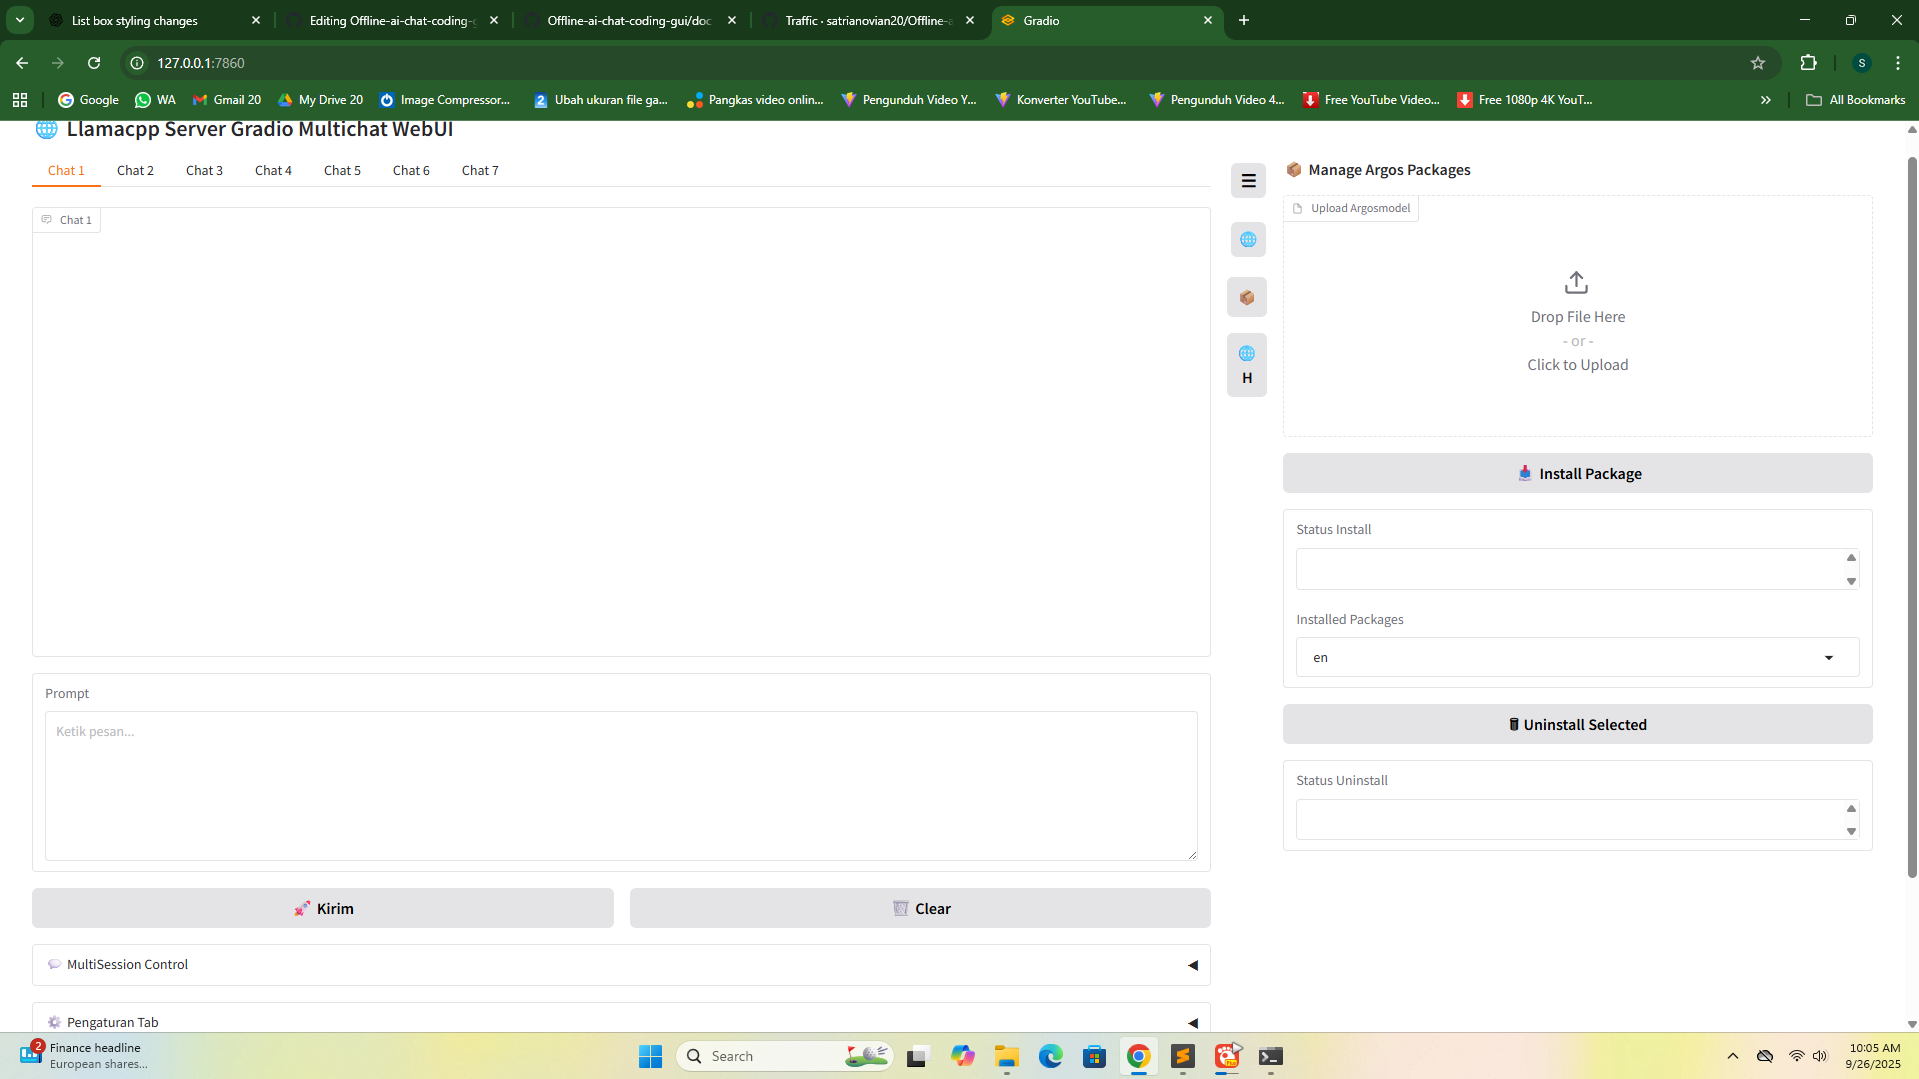 List box styling changes
Editing Offline-ai-chat-coding-g
Offline-ai-chat-coding-gui/doc
Traffic · satrianovian20/Offline-a
Gradio
127.0.0.1:7860
S
Google
WA
Gmail 20
My Drive 20
Image Compressor...
Ubah ukuran file ga...
Pangkas video onlin...
Pengunduh Video Y...
Konverter YouTube...
Pengunduh Video 4...
Free YouTube Video...
Free 1080p 4K YouT...
All Bookmarks
Llamacpp Server Gradio Multichat WebUI
Chat 1
Chat 2
Chat 3
Chat 4
Chat 5
Chat 6
Chat 7
Chat 1
Prompt
Ketik pesan...
Kirim
Clear
MultiSession Control
Pengaturan Tab
H
Manage Argos Packages
Upload Argosmodel
Drop File Here
- or -
Click to Upload
Install Package
Status Install
Installed Packages
en
Uninstall Selected
Status Uninstall
2
Finance headline
European shares...
Search
10:05 AM
9/26/2025